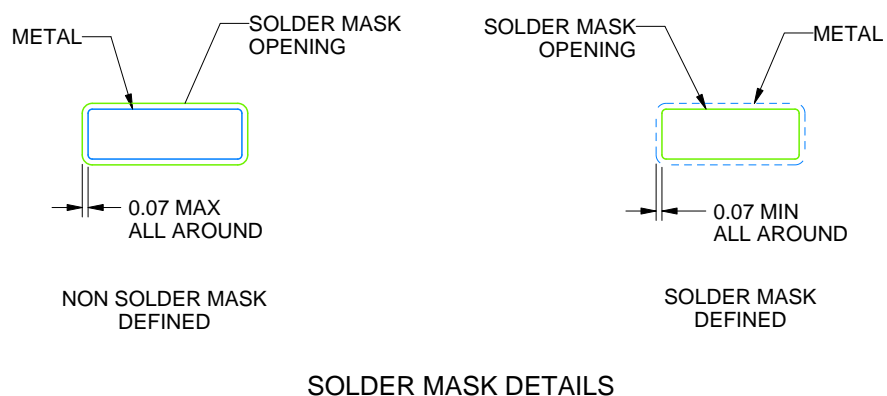 METAL
SOLDER MASK
OPENING
0.07 MAX
ALL AROUND
NON SOLDER MASK
DEFINED
SOLDER MASK
OPENING
METAL
0.07 MIN
ALL AROUND
SOLDER MASK
DEFINED
SOLDER MASK DETAILS